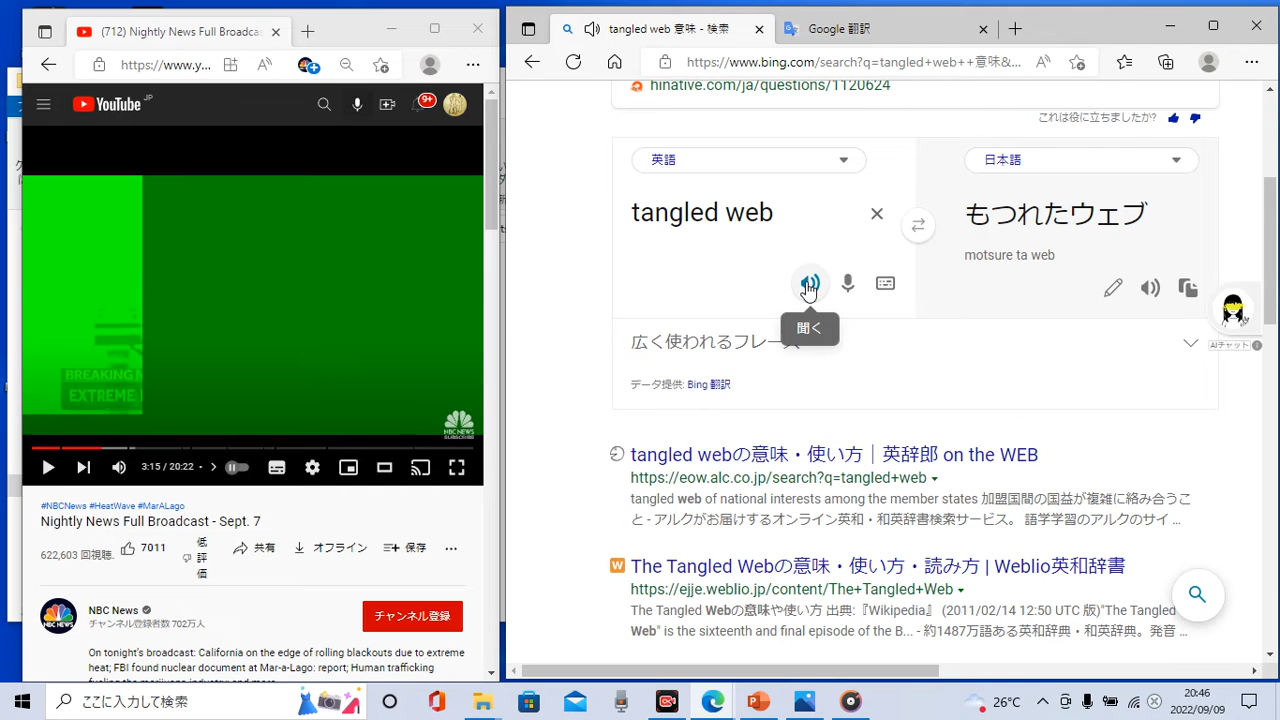 (712) Nightly News Full Broadca
https://www.y...
YouTube JP
9+
BREAKING N
EXTREME
NBC NEWS
SUBSCRIBE
3:15 / 20:22
#NBCNews #HeatWave #MarALago
Nightly News Full Broadcast - Sept. 7
622,603 回視聴
7011
低評価
共有
オフライン
保存
NBC News
チャンネル登録者数 702万人
チャンネル登録
On tonight's broadcast: California on the edge of rolling blackouts due to extreme
heat; FBI found nuclear document at Mar-a-Lago: report; Human trafficking
tangled web 意味 - 検索
Google 翻訳
https://www.bing.com/search?q=tangled+web++意味&...
hinative.com/ja/questions/1120624
これは役に立ちましたか?
英語
日本語
tangled web
もつれたウェブ
motsure ta web
聞く
広く使われるフレーズ
データ提供: Bing 翻訳
AIチャット
tangled webの意味・使い方｜英辞郎 on the WEB
https://eow.alc.co.jp/search?q=tangled+web
tangled web of national interests among the member states 加盟国間の国益が複雑に絡み合うこ
と - アルクがお届けするオンライン英和・和英辞書検索サービス。 語学学習のアルクのサイ ...
W
The Tangled Webの意味・使い方・読み方 | Weblio英和辞書
https://ejje.weblio.jp/content/The+Tangled+Web
The Tangled Webの意味や使い方 出典:『Wikipedia』 (2011/02/14 12:50 UTC 版)"The Tangled
Web" is the sixteenth and final episode of the B... - 約1487万語ある英和辞典・和英辞典。発音 ...
ここに入力して検索
26°C
20:46
2022/09/09